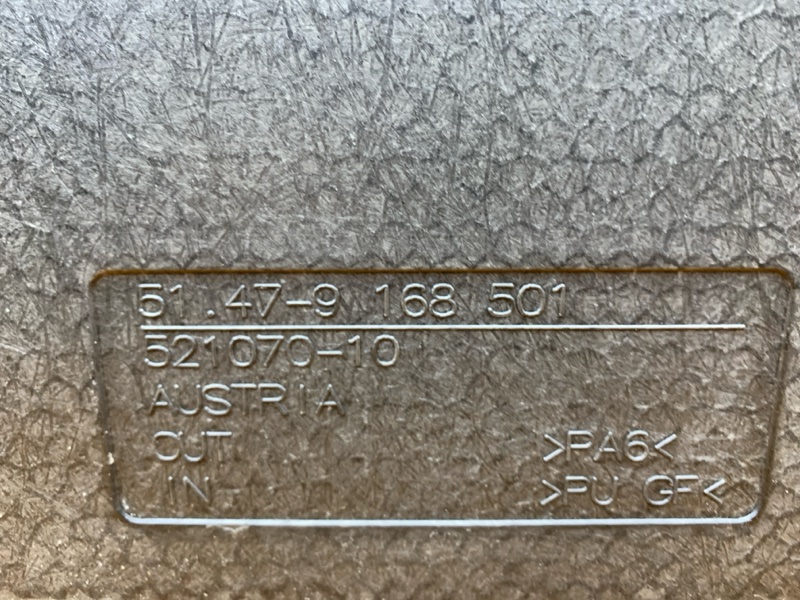 51.47-9 168 501
521070-10
AUSTRIA
OUT >PA6<
IN >PU GF<